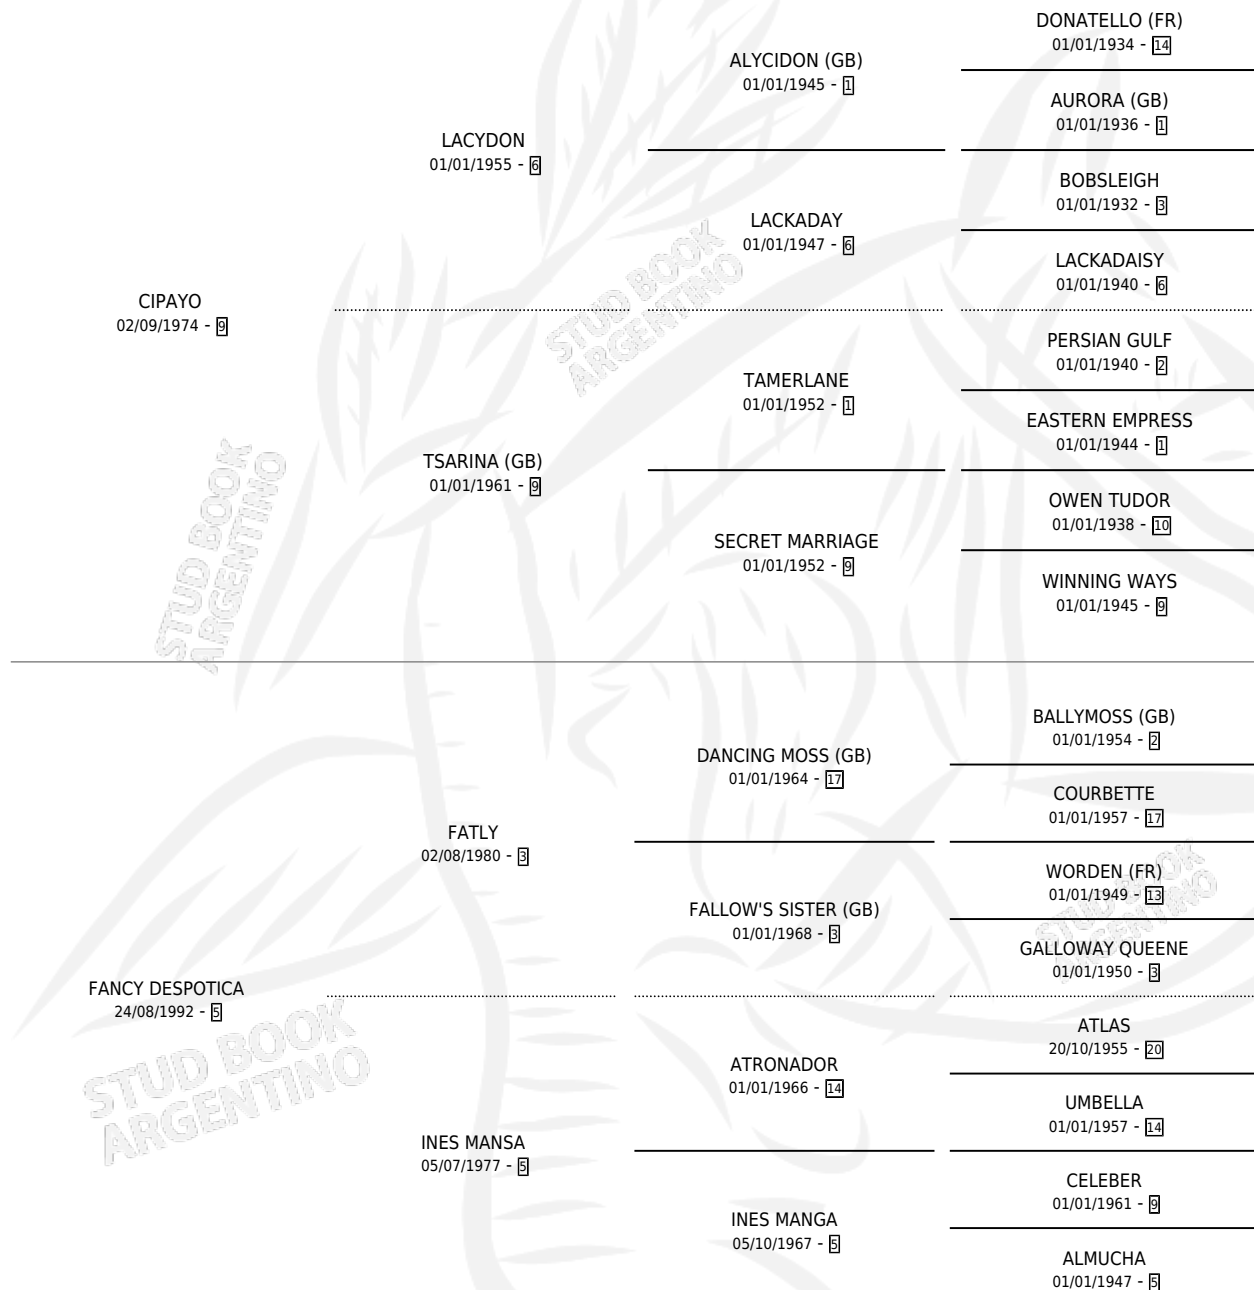 CIPAYO
02/09/1974 - 9
LACYDON
01/01/1955 - 6
ALYCIDON (GB)
01/01/1945 - 1
DONATELLO (FR)
01/01/1934 - 14
AURORA (GB)
01/01/1936 - 1
LACKADAY
01/01/1947 - 6
BOBSLEIGH
01/01/1932 - 3
LACKADAISY
01/01/1940 - 6
TSARINA (GB)
01/01/1961 - 9
TAMERLANE
01/01/1952 - 1
PERSIAN GULF
01/01/1940 - 2
EASTERN EMPRESS
01/01/1944 - 1
SECRET MARRIAGE
01/01/1952 - 9
OWEN TUDOR
01/01/1938 - 10
WINNING WAYS
01/01/1945 - 9
FANCY DESPOTICA
24/08/1992 - 5
FATLY
02/08/1980 - 3
DANCING MOSS (GB)
01/01/1964 - 17
BALLYMOSS (GB)
01/01/1954 - 2
COURBETTE
01/01/1957 - 17
FALLOW'S SISTER (GB)
01/01/1968 - 3
WORDEN (FR)
01/01/1949 - 13
GALLOWAY QUEENE
01/01/1950 - 3
INES MANSA
05/07/1977 - 5
ATRONADOR
01/01/1966 - 14
ATLAS
20/10/1955 - 20
UMBELLA
01/01/1957 - 14
INES MANGA
05/10/1967 - 5
CELEBER
01/01/1961 - 9
ALMUCHA
01/01/1947 - 5
STUD BOOK
ARGENTINO
STUD BOOK
ARGENTINO
STUD BOOK
ARGENTINO
STUD BOOK
ARGENTINO